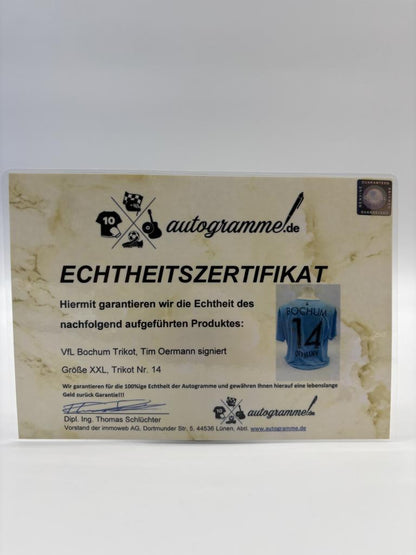 10
autogramme.de
ECHTHEITSZERTIFIKAT
Hiermit garantieren wir die Echtheit des
nachfolgend aufgeführten Produktes:
BOCHUM
14
VfL Bochum Trikot, Tim Oermann signiert
Größe XXL, Trikot Nr. 14
Wir garantieren für die 100%ige Echtheit der Autogramme und gewähren Ihnen hierauf eine lebenslange
Geld zurück Garantie!!!
autogramme.de
Dipl. Ing. Thomas Schlüchter
Vorstand der immoweb AG, Dortmunder Str. 5, 44536 Lünen, Abtl. www.autogramme.de